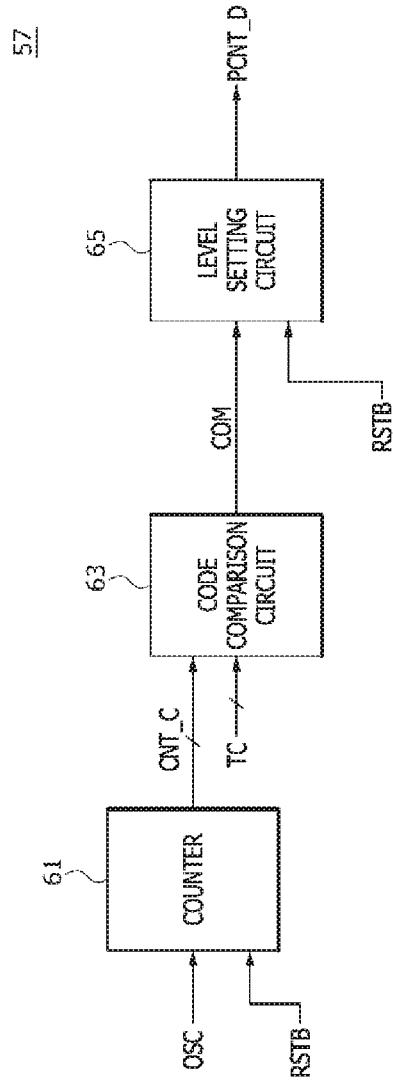 57
OSC
RSTB
61
COUNTER
CNT_C
TC
63
CODE
COMPARISON
CIRCUIT
COM
RSTB
65
LEVEL
SETTING
CIRCUIT
PCNT_D